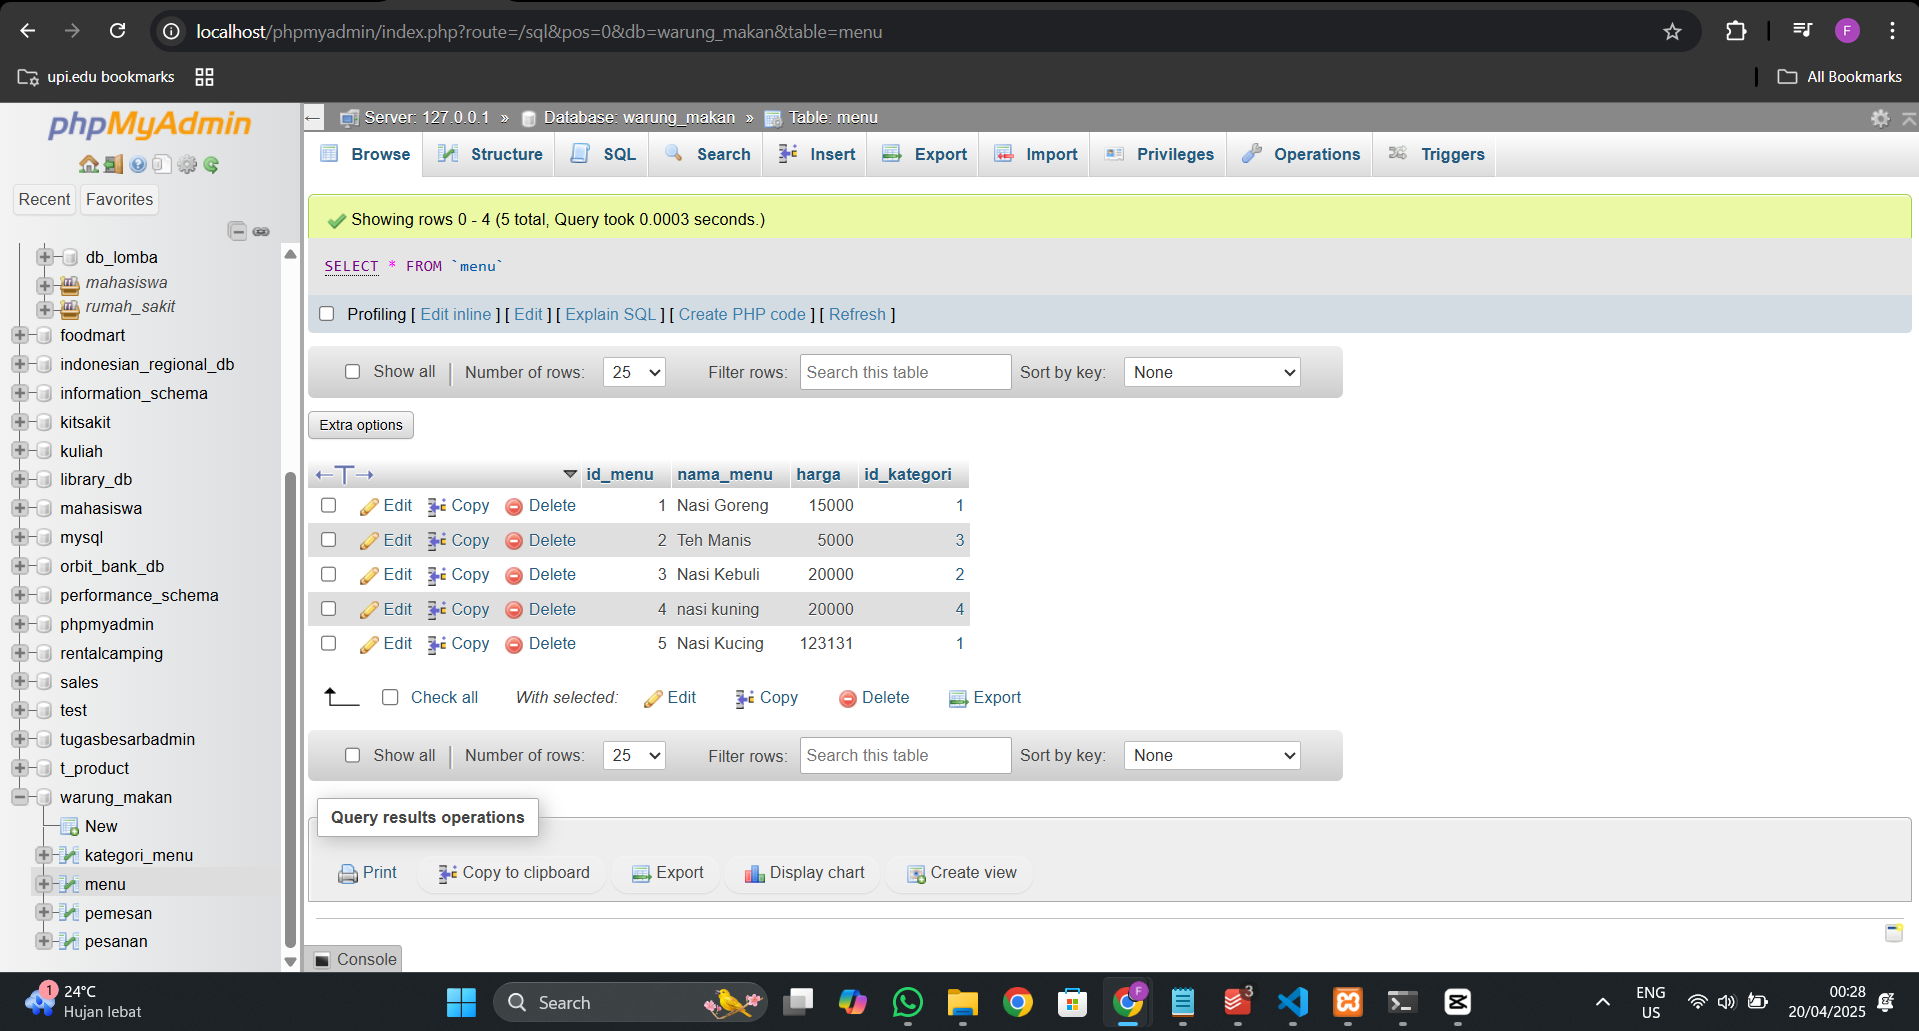 localhost/phpmyadmin/index.php?route=/sql&pos=0&db=warung_makan&table=menu
F
upi.edu bookmarks
All Bookmarks
phpMyAdmin
Recent
Favorites
db_lomba
mahasiswa
rumah_sakit
foodmart
indonesian_regional_db
information_schema
kitsakit
kuliah
library_db
mahasiswa
mysql
orbit_bank_db
performance_schema
phpmyadmin
rentalcamping
sales
test
tugasbesarbadmin
t_product
warung_makan
New
kategori_menu
menu
pemesan
pesanan
Server: 127.0.0.1 » Database: warung_makan » Table: menu
Browse Structure SQL Search Insert Export Import Privileges Operations Triggers
Showing rows 0 - 4 (5 total, Query took 0.0003 seconds.)
SELECT * FROM `menu`
Profiling [ Edit inline ] [ Edit ] [ Explain SQL ] [ Create PHP code ] [ Refresh ]
Show all Number of rows: 25 Filter rows: Search this table Sort by key: None
Extra options
id_menu nama_menu harga id_kategori
Edit Copy Delete 1 Nasi Goreng 15000 1
Edit Copy Delete 2 Teh Manis 5000 3
Edit Copy Delete 3 Nasi Kebuli 20000 2
Edit Copy Delete 4 nasi kuning 20000 4
Edit Copy Delete 5 Nasi Kucing 123131 1
Check all With selected: Edit Copy Delete Export
Show all Number of rows: 25 Filter rows: Search this table Sort by key: None
Query results operations
Print Copy to clipboard Export Display chart Create view
Console
1
24°C
Hujan lebat
Search
F
3
ENG
US
00:28
20/04/2025